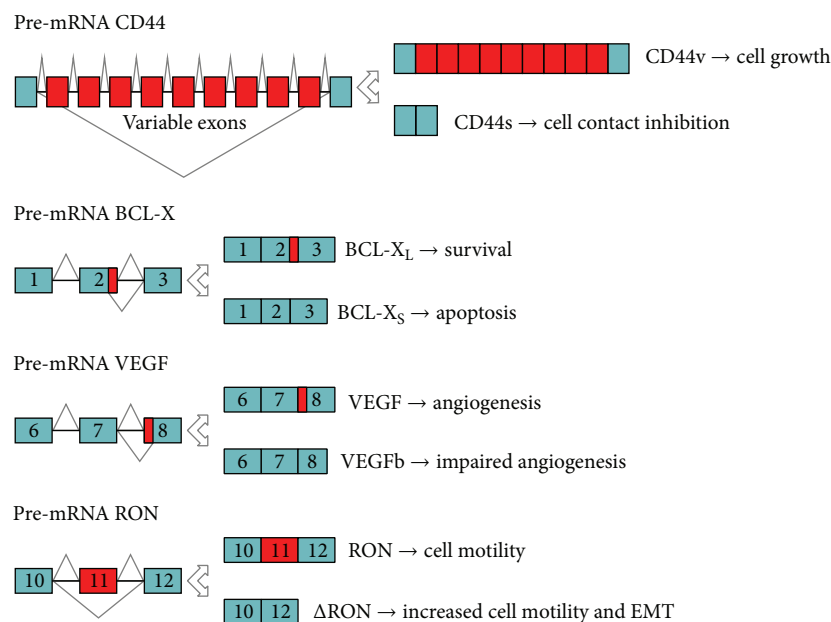 Pre-mRNA CD44
Variable exons
CD44v → cell growth
CD44s → cell contact inhibition
Pre-mRNA BCL-X
1 2 3
1 2 3 BCL-X_L → survival
1 2 3 BCL-X_S → apoptosis
Pre-mRNA VEGF
6 7 8
6 7 8 VEGF → angiogenesis
6 7 8 VEGFb → impaired angiogenesis
Pre-mRNA RON
10 11 12
10 11 12 RON → cell motility
10 12 ΔRON → increased cell motility and EMT